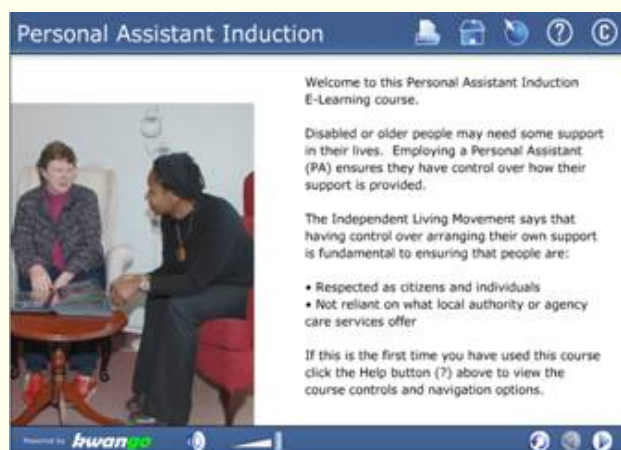 Personal Assistant Induction
?
C
Welcome to this Personal Assistant Induction
E-Learning course.
Disabled or older people may need some support
in their lives. Employing a Personal Assistant
(PA) ensures they have control over how their
support is provided.
The Independent Living Movement says that
having control over arranging their own support
is fundamental to ensuring that people are:
• Respected as citizens and individuals
• Not reliant on what local authority or agency
care services offer
If this is the first time you have used this course
click the Help button (?) above to view the
course controls and navigation options.
Powered by kwango